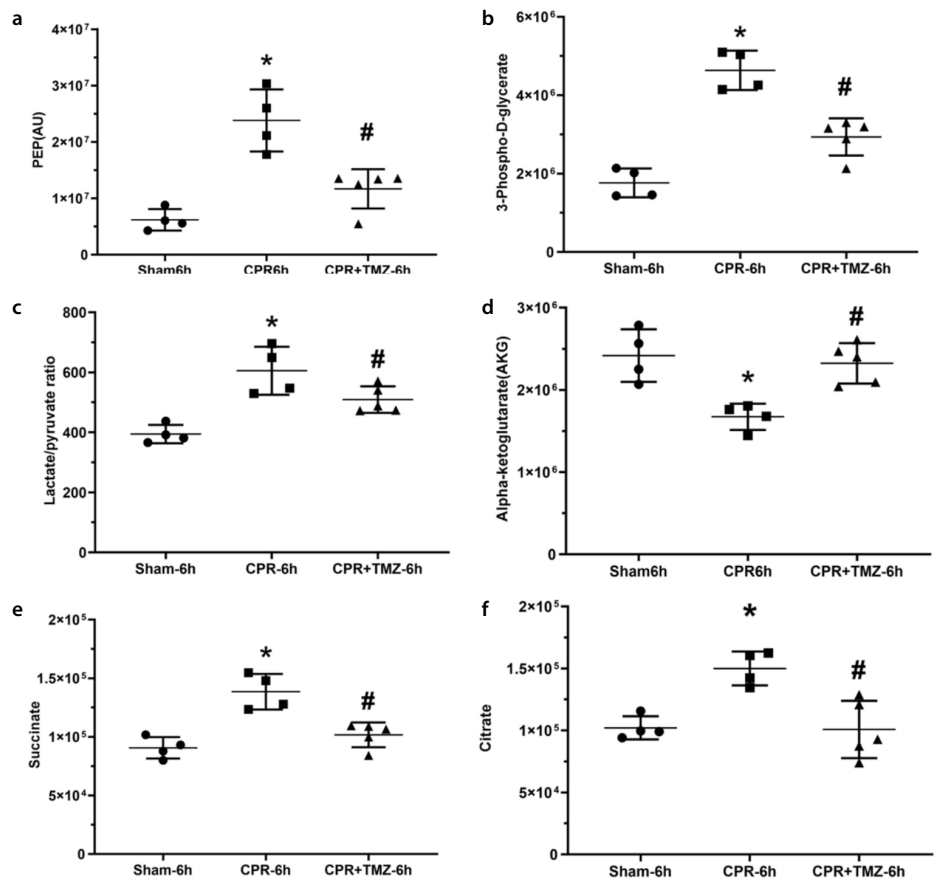 a
PEP(AU)
4×10⁷
3×10⁷
2×10⁷
1×10⁷
0
*
#
Sham6h CPR6h CPR+TMZ-6h
b
3-Phospho-D-glycerate
6×10⁶
4×10⁶
2×10⁶
0
*
#
Sham-6h CPR-6h CPR+TMZ-6h
c
Lactate/pyruvate ratio
800
600
400
200
0
*
#
Sham-6h CPR-6h CPR+TMZ-6h
d
Alpha-ketoglutarate(AKG)
3×10⁶
2×10⁶
1×10⁶
0
*
#
Sham6h CPR6h CPR+TMZ-6h
e
Succinate
2×10⁵
1.5×10⁵
1×10⁵
5×10⁴
0
*
#
Sham-6h CPR-6h CPR+TMZ-6h
f
Citrate
2×10⁵
1.5×10⁵
1×10⁵
5×10⁴
0
*
#
Sham-6h CPR-6h CPR+TMZ-6h